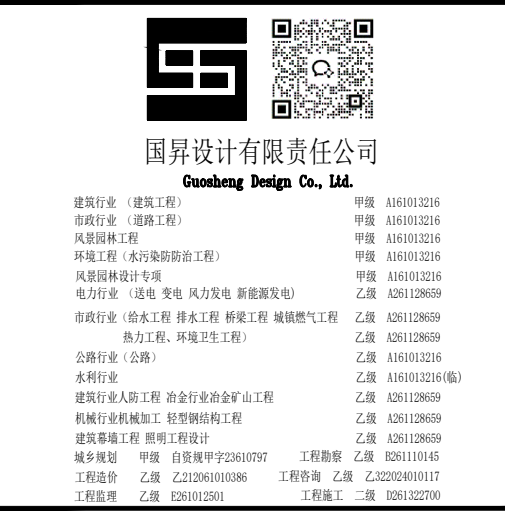 国昇设计有限责任公司
Guosheng Design Co., Ltd.
建筑行业 （建筑工程） 甲级 A161013216
市政行业 （道路工程） 甲级 A161013216
风景园林工程 甲级 A161013216
环境工程（水污染防防治工程） 甲级 A161013216
风景园林设计专项 甲级 A161013216
电力行业 （送电 变电 风力发电 新能源发电） 乙级 A261128659
市政行业（给水工程 排水工程 桥梁工程 城镇燃气工程 乙级 A261128659
热力工程、环境卫生工程） 乙级 A261128659
公路行业（公路） 乙级 A161013216
水利行业 乙级 A161013216(临)
建筑行业人防工程 冶金行业冶金矿山工程 乙级 A261128659
机械行业机械加工 轻型钢结构工程 乙级 A261128659
建筑幕墙工程 照明工程设计 乙级 A261128659
城乡规划 甲级 自资规甲字23610797 工程勘察 乙级 B261110145
工程造价 乙级 乙212061010386 工程咨询 乙级 乙322024010117
工程监理 乙级 E261012501 工程施工 二级 D261322700